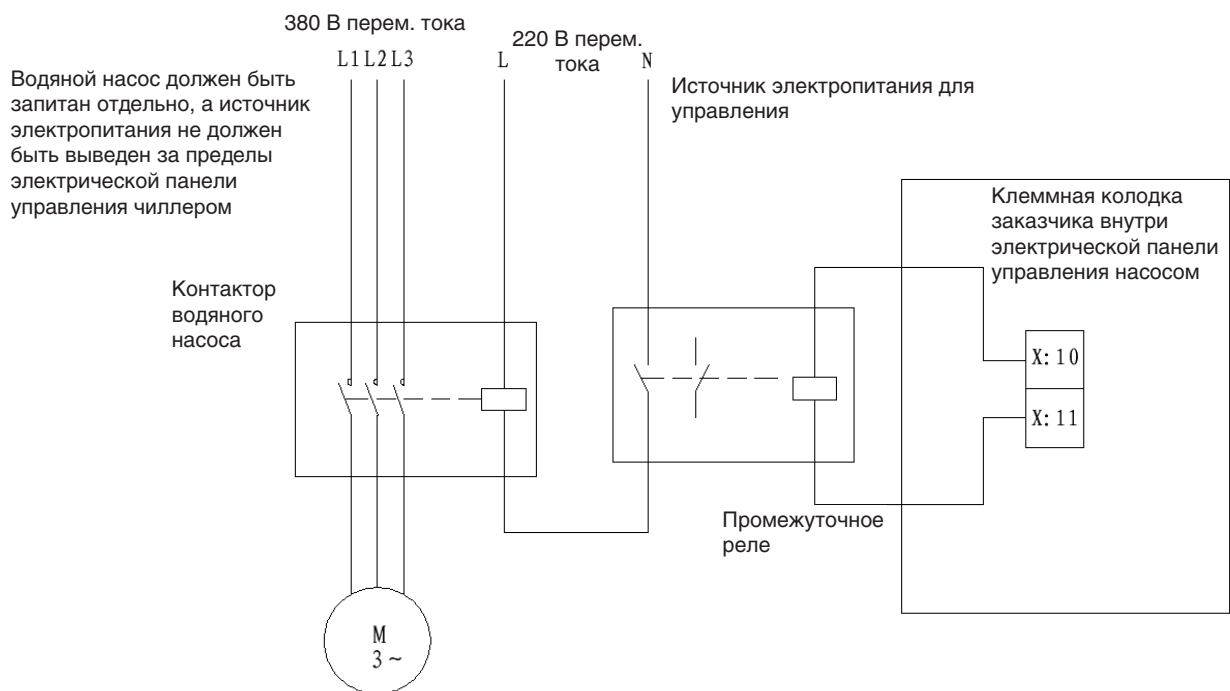 380 В перем. тока
L1 L2 L3
220 В перем.
тока
L
N
Водяной насос должен быть
запитан отдельно, а источник
электропитания не должен
быть выведен за пределы
электрической панели
управления чиллером
Источник электропитания для
управления
Клеммная колодка
заказчика внутри
электрической панели
управления насосом
Контактор
водяного
насоса
X: 10
X: 11
Промежуточное
реле
M
3 ~